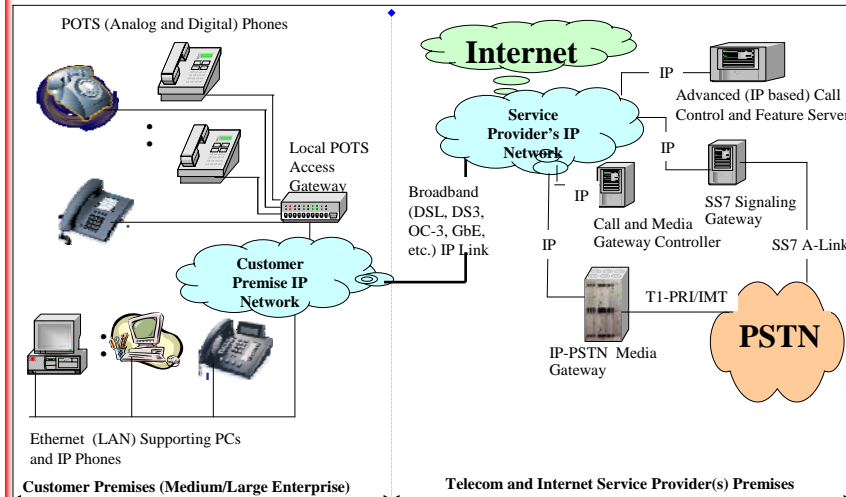 POTS (Analog and Digital) Phones
Local POTS
Access
Gateway
Customer
Premise IP
Network
Ethernet (LAN) Supporting PCs
and IP Phones
Customer Premises (Medium/Large Enterprise)
Internet
Service
Provider's IP
Network
Broadband
(DSL, DS3,
OC-3, GbE,
etc.) IP Link
IP
Advanced (IP based) Call
Control and Feature Server
IP
SS7 Signaling
Gateway
IP
Call and Media
Gateway Controller
SS7 A-Link
IP
T1-PRI/IMT
IP-PSTN Media
Gateway
PSTN
Telecom and Internet Service Provider(s) Premises